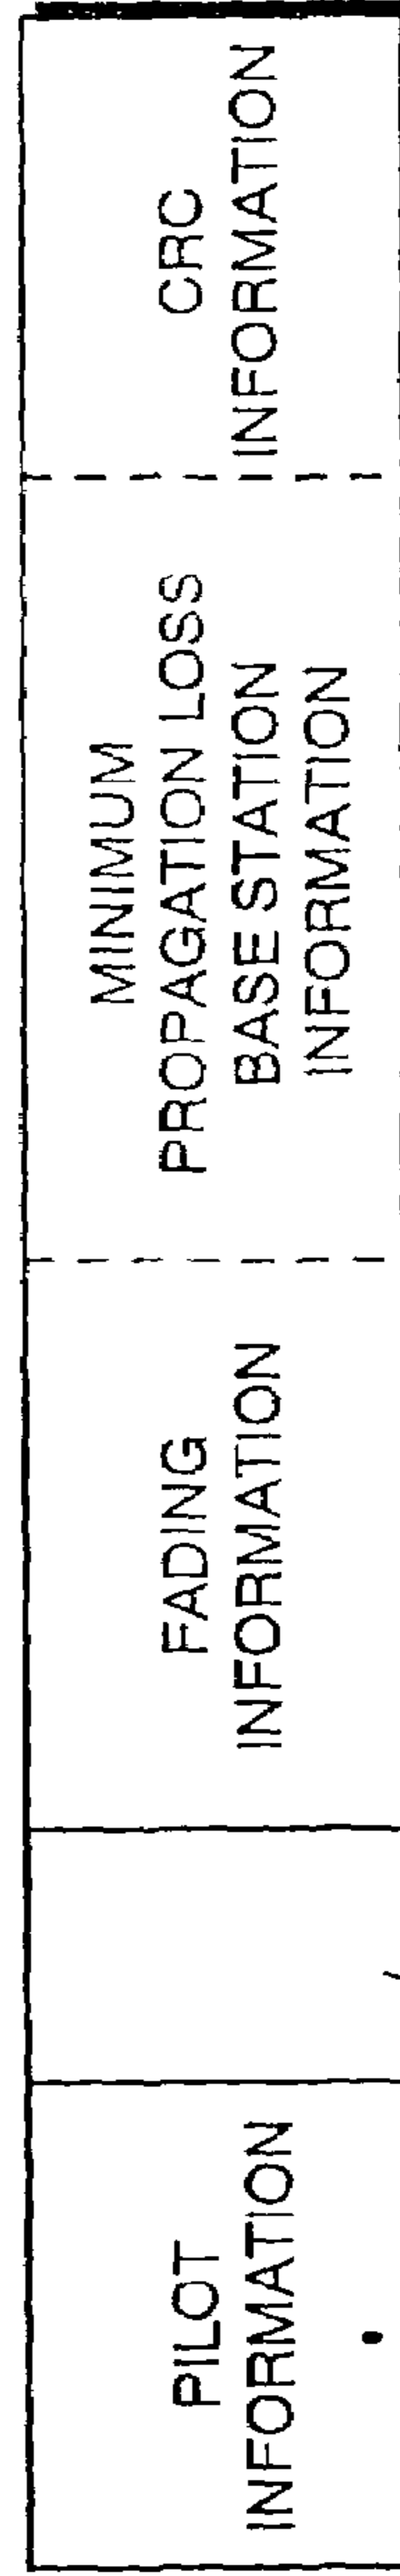 PILOT
INFORMATION
FADING
INFORMATION
MINIMUM
PROPAGATION LOSS
BASE STATION
INFORMATION
CRC
INFORMATION